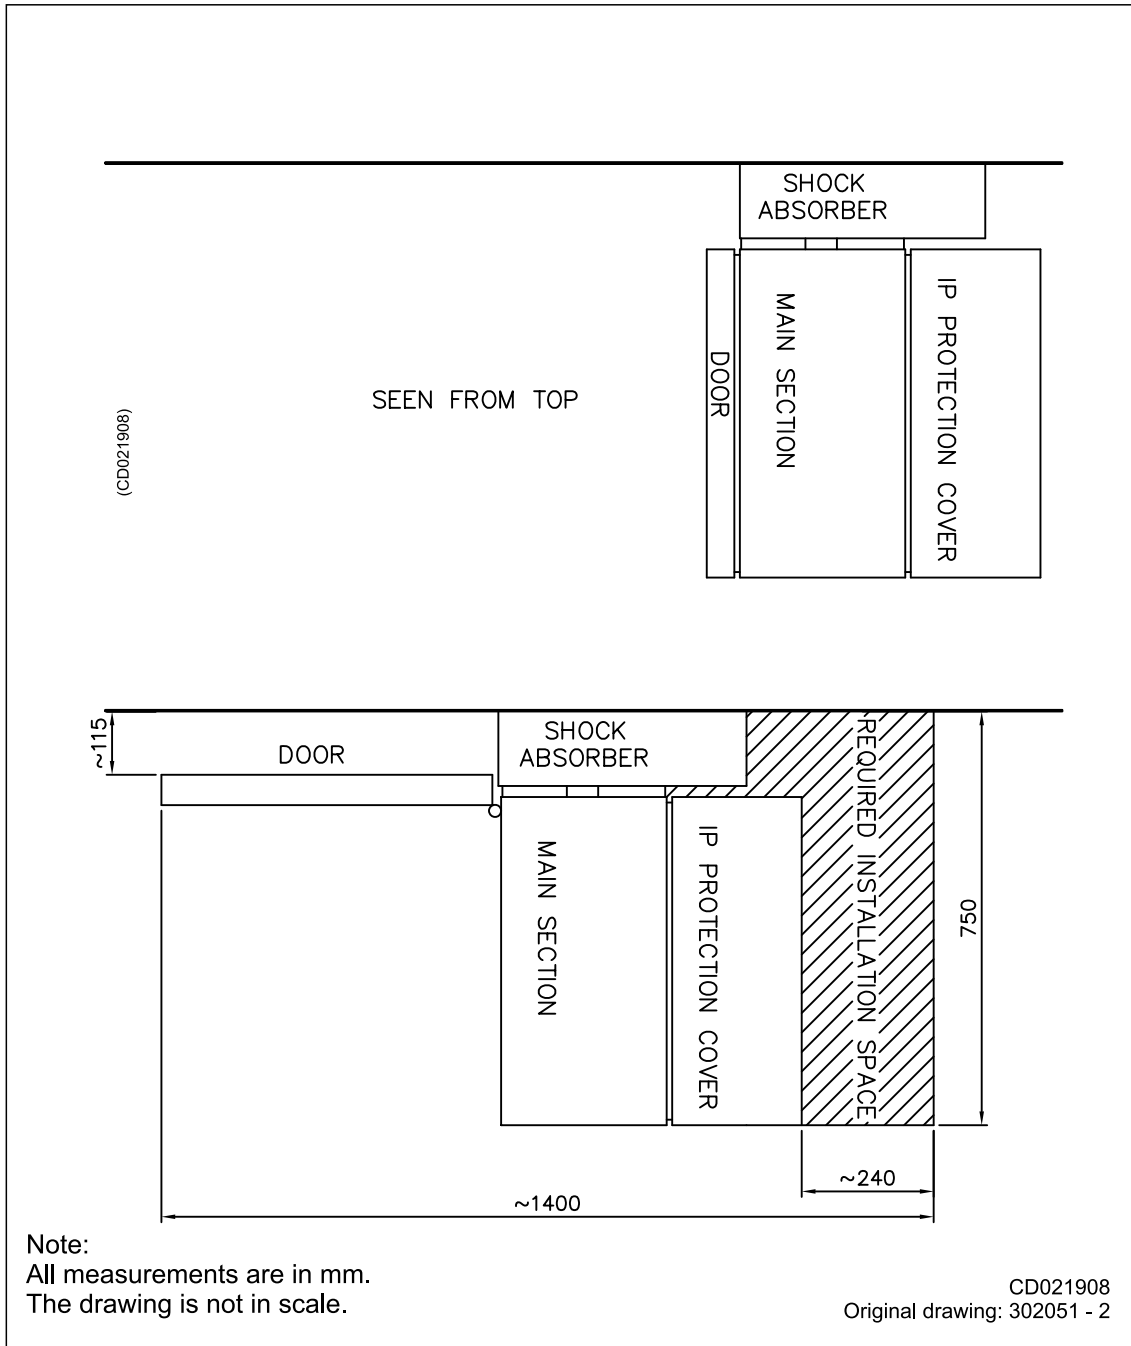 SHOCK
ABSORBER
DOOR
MAIN SECTION
IP PROTECTION COVER
SEEN FROM TOP
(CD021908)
~115
DOOR
SHOCK
ABSORBER
MAIN SECTION
IP PROTECTION COVER
REQUIRED INSTALLATION SPACE
750
~240
~1400
Note:
All measurements are in mm.
The drawing is not in scale.
CD021908
Original drawing: 302051 - 2